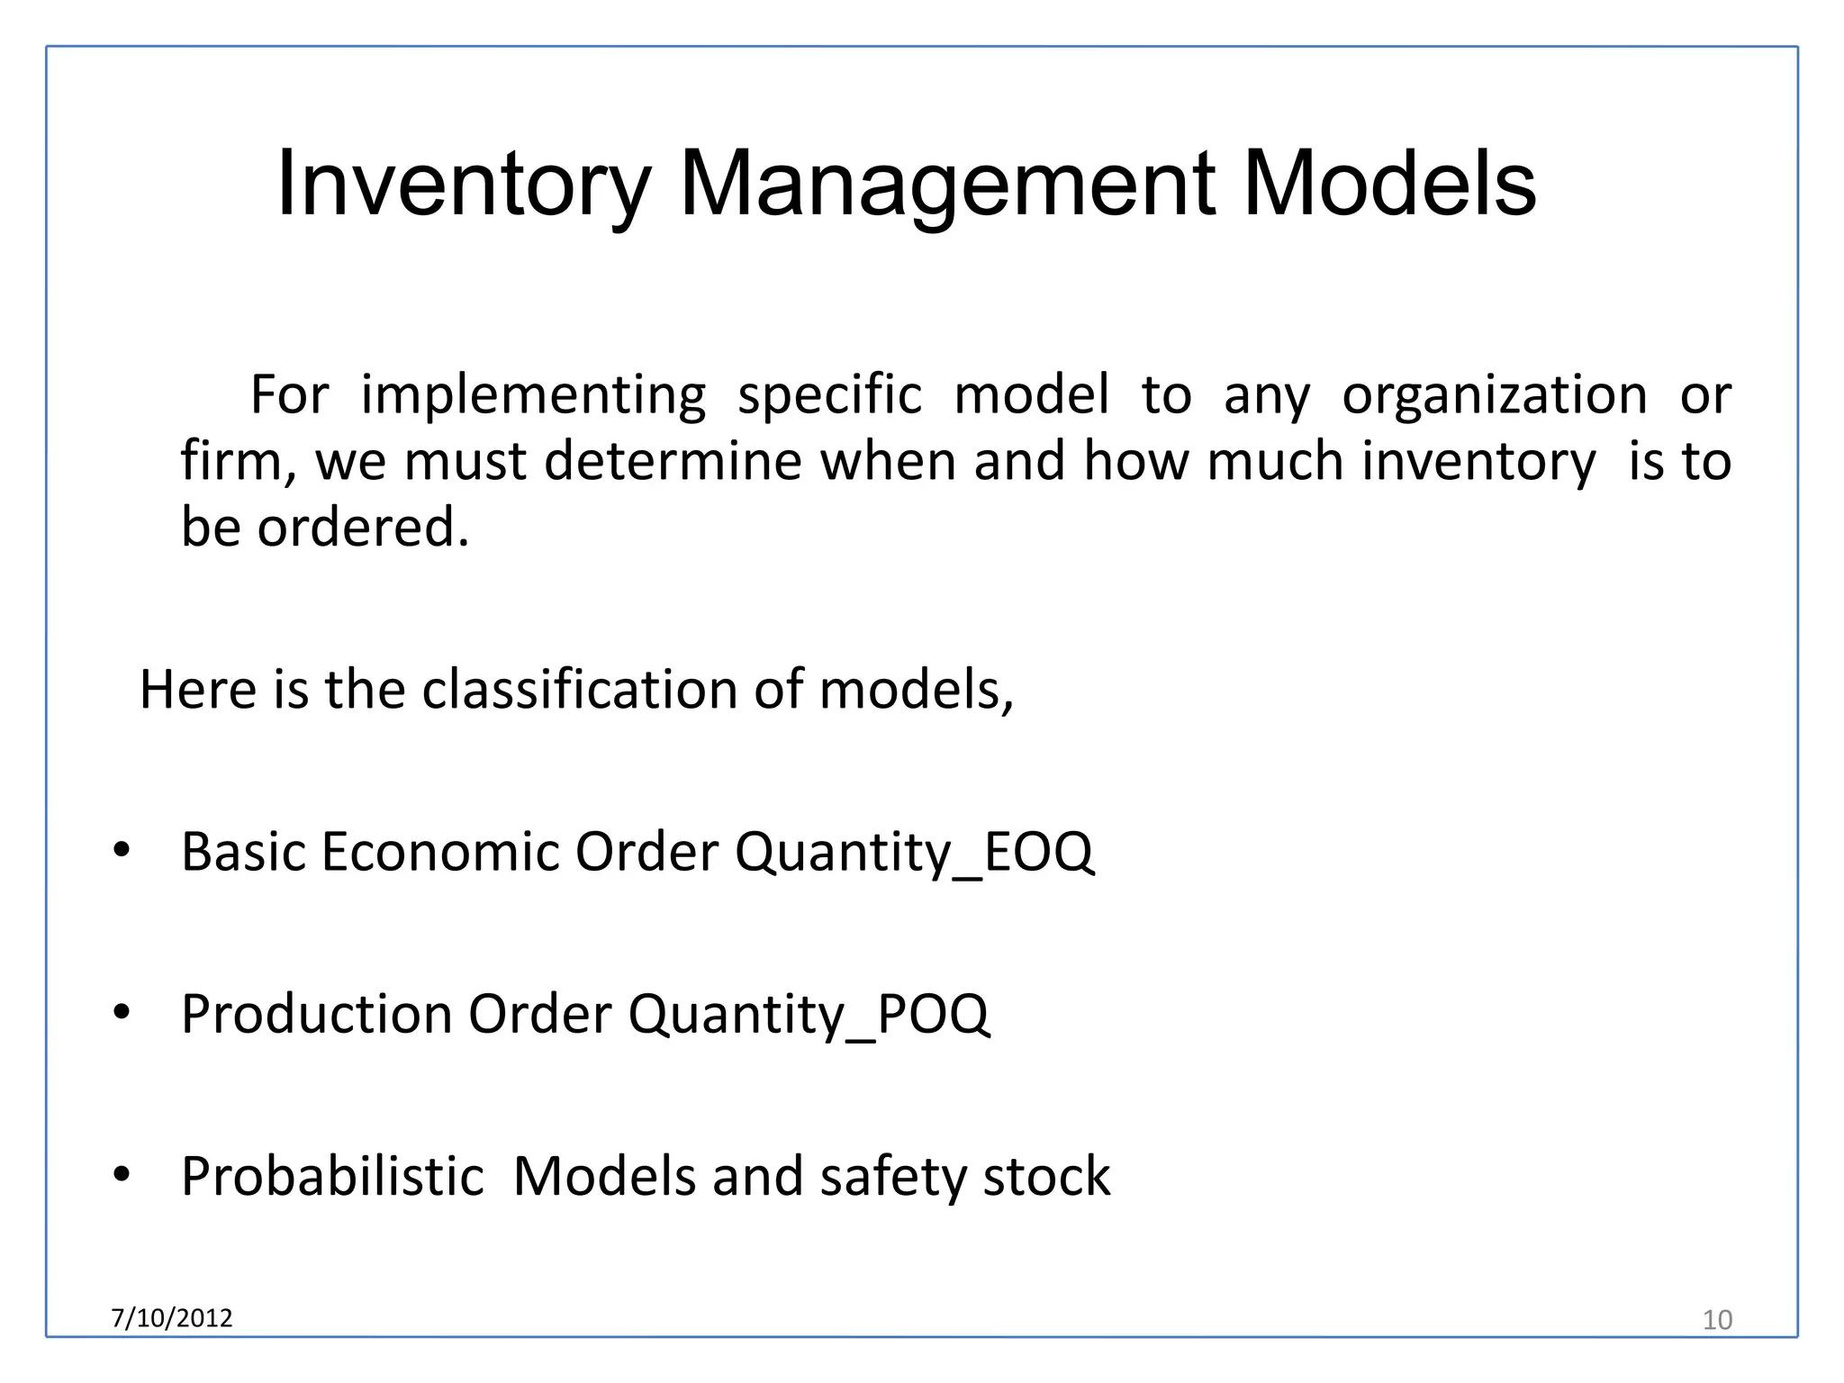 Inventory Management Models
For implementing specific model to any organization or
firm, we must determine when and how much inventory  is to
be ordered.
Here is the classification of models,
• Basic Economic Order Quantity_EOQ
• Production Order Quantity_POQ
• Probabilistic  Models and safety stock
7/10/2012
10